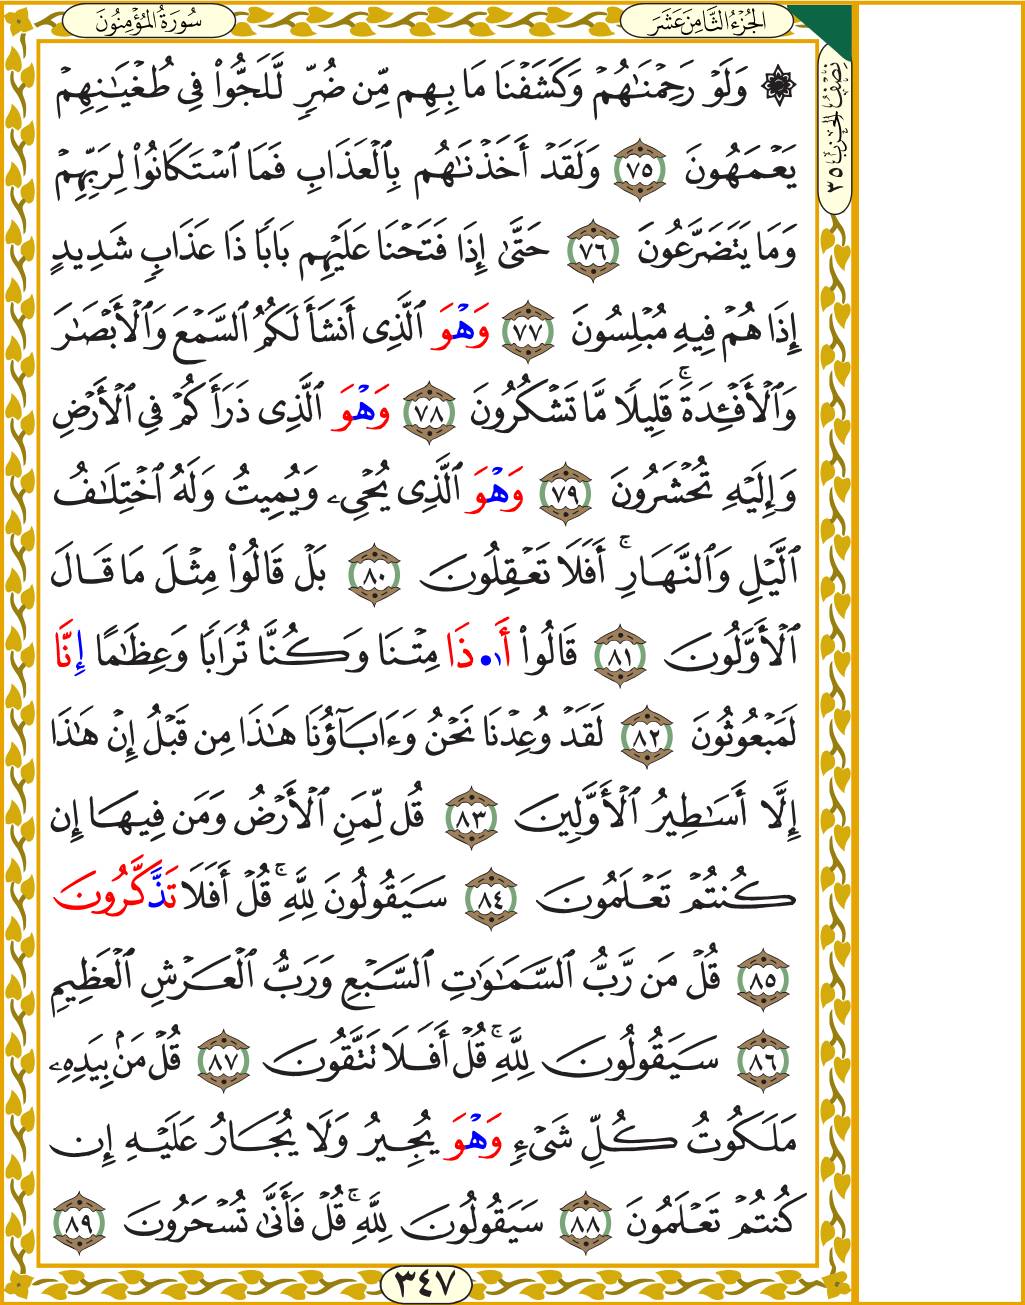 سُورَةُ المُؤْمِنُونَ
الجُزْءُ الثَّامِنَ عَشَرَ
نِصْفُ الحِزْبِ ٣٥
۞ وَلَوْ رَحِمْنَٰهُمْ وَكَشَفْنَا مَا بِهِم مِّن ضُرٍّ لَّلَجُّوا۟ فِى طُغْيَٰنِهِمْ
يَعْمَهُونَ ٧٥ وَلَقَدْ أَخَذْنَٰهُم بِٱلْعَذَابِ فَمَا ٱسْتَكَانُوا۟ لِرَبِّهِمْ
وَمَا يَتَضَرَّعُونَ ٧٦ حَتَّىٰ إِذَا فَتَحْنَا عَلَيْهِم بَابًا ذَا عَذَابٍ شَدِيدٍ
إِذَا هُمْ فِيهِ مُبْلِسُونَ ٧٧ وَهْوَ ٱلَّذِى أَنشَأَ لَكُمُ ٱلسَّمْعَ وَٱلْأَبْصَٰرَ
وَٱلْأَفْـِٔدَةَ ۚ قَلِيلًا مَّا تَشْكُرُونَ ٧٨ وَهْوَ ٱلَّذِى ذَرَأَكُمْ فِى ٱلْأَرْضِ
وَإِلَيْهِ تُحْشَرُونَ ٧٩ وَهْوَ ٱلَّذِى يُحْىِۦ وَيُمِيتُ وَلَهُ ٱخْتِلَٰفُ
ٱلَّيْلِ وَٱلنَّهَارِ ۚ أَفَلَا تَعْقِلُونَ ٨٠ بَلْ قَالُوا۟ مِثْلَ مَا قَالَ
ٱلْأَوَّلُونَ ٨١ قَالُوٓا۟ أَا۟ذَا مِتْنَا وَكُنَّا تُرَابًا وَعِظَٰمًا إِنَّا
لَمَبْعُوثُونَ ٨٢ لَقَدْ وُعِدْنَا نَحْنُ وَءَابَآؤُنَا هَٰذَا مِن قَبْلُ إِنْ هَٰذَا
إِلَّا أَسَٰطِيرُ ٱلْأَوَّلِينَ ٨٣ قُل لِّمَنِ ٱلْأَرْضُ وَمَن فِيهَا إِن
كُنتُمْ تَعْلَمُونَ ٨٤ سَيَقُولُونَ لِلَّهِ ۚ قُلْ أَفَلَا تَذَّكَّرُونَ
٨٥ قُلْ مَن رَّبُّ ٱلسَّمَٰوَٰتِ ٱلسَّبْعِ وَرَبُّ ٱلْعَرْشِ ٱلْعَظِيمِ
٨٦ سَيَقُولُونَ لِلَّهِ ۚ قُلْ أَفَلَا تَتَّقُونَ ٨٧ قُلْ مَنۢ بِيَدِهِۦ
مَلَكُوتُ كُلِّ شَىْءٍ وَهْوَ يُجِيرُ وَلَا يُجَارُ عَلَيْهِ إِن
كُنتُمْ تَعْلَمُونَ ٨٨ سَيَقُولُونَ لِلَّهِ ۚ قُلْ فَأَنَّىٰ تُسْحَرُونَ ٨٩
٣٤٧